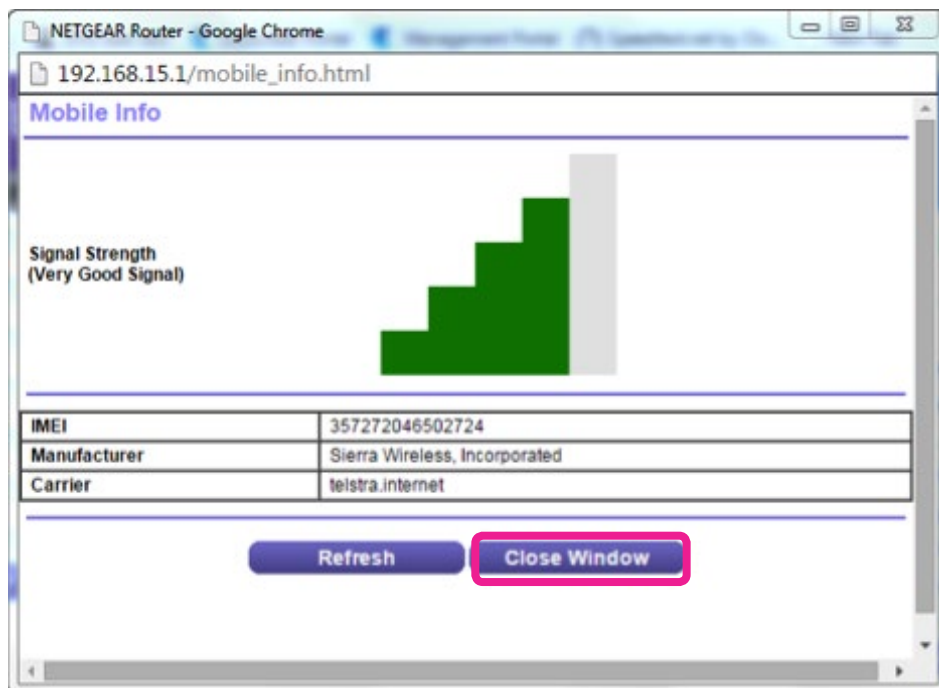 NETGEAR Router - Google Chrome
192.168.15.1/mobile_info.html
Mobile Info
Signal Strength
(Very Good Signal)
IMEI 357272046502724
Manufacturer Sierra Wireless, Incorporated
Carrier telstra.internet
Refresh Close Window